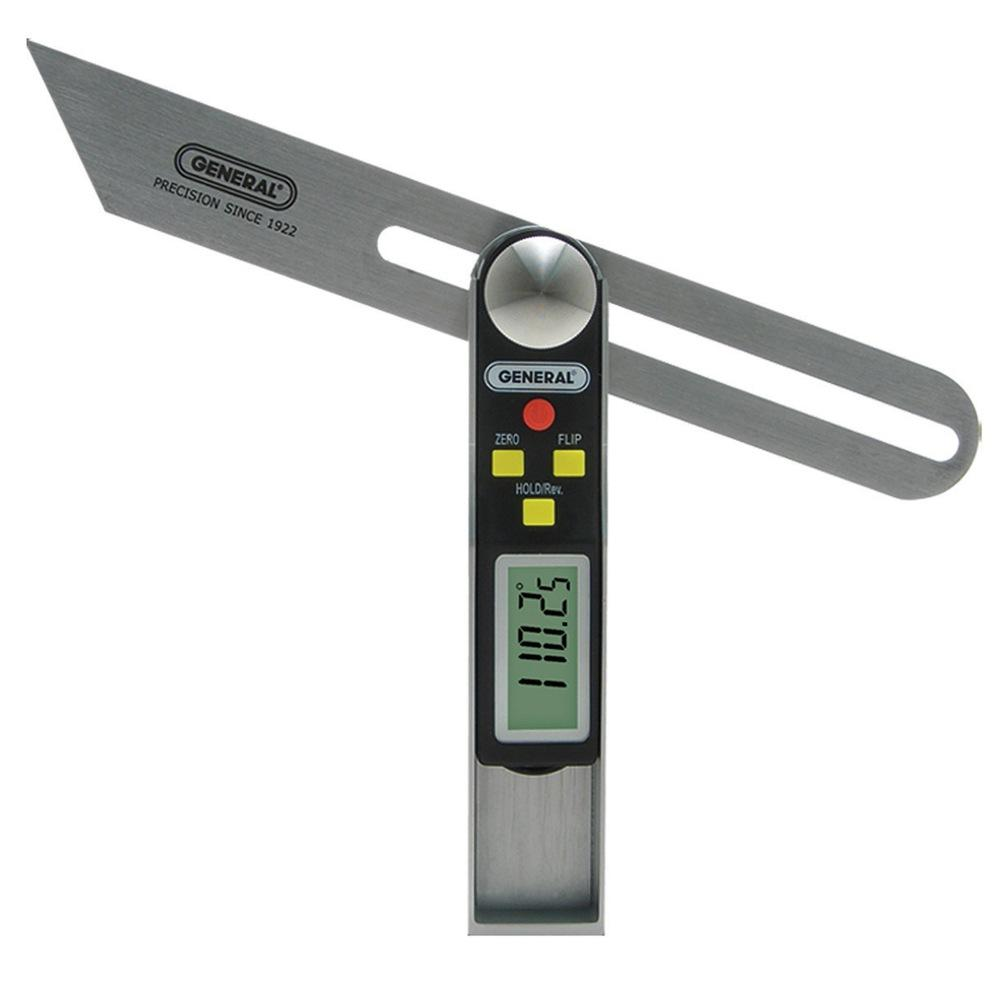 GENERAL®
PRECISION SINCE 1922
GENERAL®
ZERO FLIP
HOLD/Rev.
110.25°